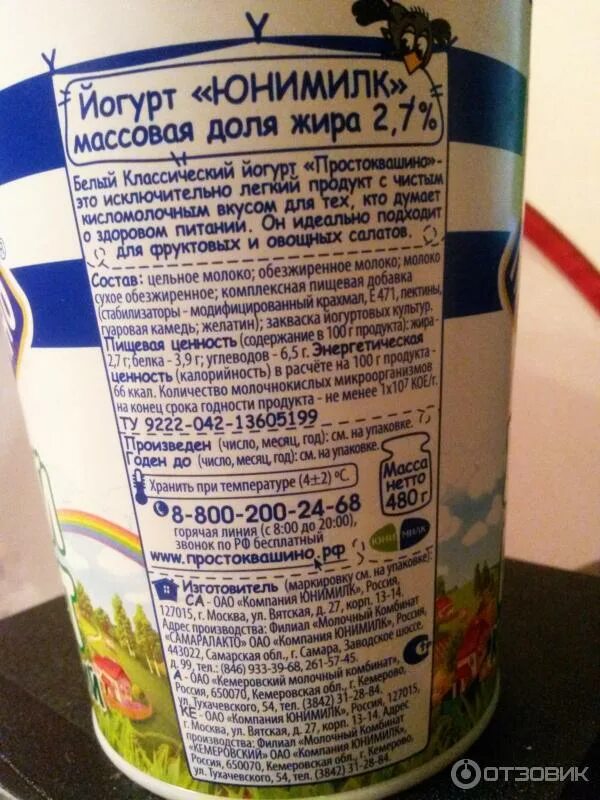 Йогурт «ЮНИМИЛК»
массовая доля жира 2,7%
Белый Классический йогурт «Простоквашино»-
это исключительно легкий продукт с чистым
кисломолочным вкусом для тех, кто думает
о здоровом питании. Он идеально подходит
для фруктовых и овощных салатов.
Состав: цельное молоко; обезжиренное молоко; молоко
сухое обезжиренное; комплексная пищевая добавка
(стабилизаторы - модифицированный крахмал, Е 471, пектины,
гуаровая камедь; желатин); закваска йогуртовых культур.
Пищевая ценность (содержание в 100 г продукта): жира -
2,7 г; белка - 3,9 г; углеводов - 6,5 г. Энергетическая
ценность (калорийность) в расчёте на 100 г продукта -
66 ккал. Количество молочнокислых микроорганизмов
на конец срока годности продукта - не менее 1х107 КОЕ/г.
ТУ 9222-042-13605199
Произведен (число, месяц, год): см. на упаковке.
Годен до (число, месяц, год): см. на упаковке.
Хранить при температуре (4±2) °С.
Масса
нетто
480 г
8-800-200-24-68
горячая линия (с 8:00 до 20:00),
звонок по РФ бесплатный
www.простоквашино.рф
ЮНИМИЛК
Изготовитель (маркировку см. на упаковке):
СА - ОАО «Компания ЮНИМИЛК», Россия,
127015, г. Москва, ул. Вятская, д. 27, корп. 13-14.
Адрес производства: Филиал «Молочный Комбинат
«САМАРАЛАКТО» ОАО «Компания ЮНИМИЛК», Россия,
443022, Самарская обл., г. Самара, Заводское шоссе,
д. 99, тел.: (846) 933-39-68, 261-57-45.
А - ОАО «Кемеровский молочный комбинат»,
Россия, 650070, Кемеровская обл., г. Кемерово,
ул. Тухачевского, 54, тел.: (3842) 31-28-84.
КЕ - ОАО «Компания ЮНИМИЛК», Россия, 127015,
г. Москва, ул. Вятская, д. 27, корп. 13-14. Адрес
производства: Филиал «Молочный Комбинат
«КЕМЕРОВСКИЙ» ОАО «Компания ЮНИМИЛК»,
Россия, 650070, Кемеровская обл., г. Кемерово,
ул. Тухачевского, 54, тел.: (3842) 31-28-84.
ОТЗОВИК